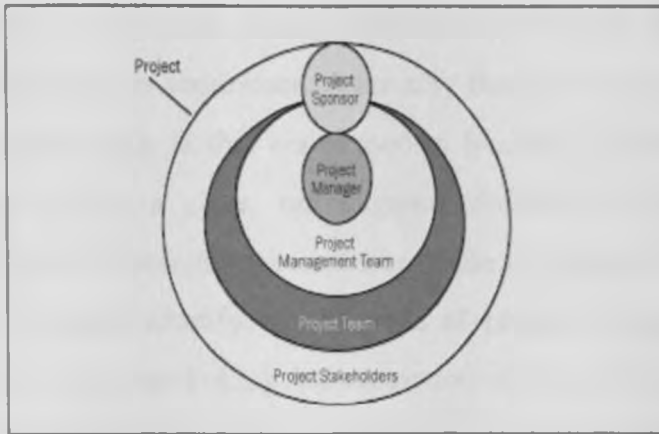 Project
Project
Sponsor
Project
Manager
Project
Management Team
Project Team
Project Stakeholders